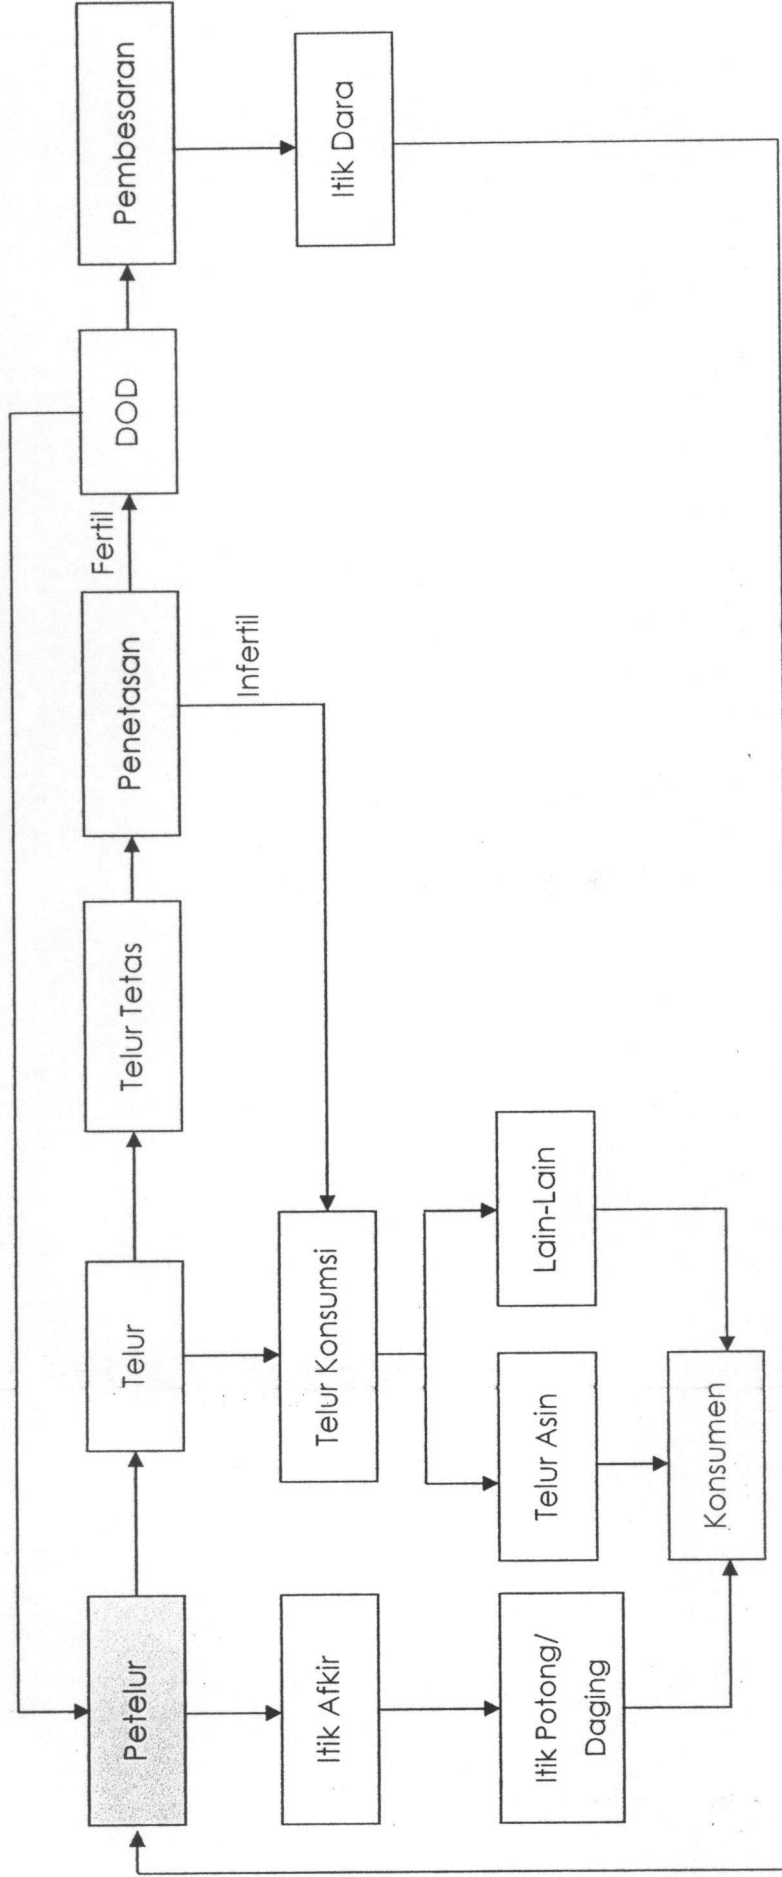 Petelur
Telur
Telur Tetas
Penetasan
Fertil
DOD
Pembesaran
Infertil
Itik Afkir
Telur Konsumsi
Itik Dara
Itik Potong/
Daging
Telur Asin
Lain-Lain
Konsumen